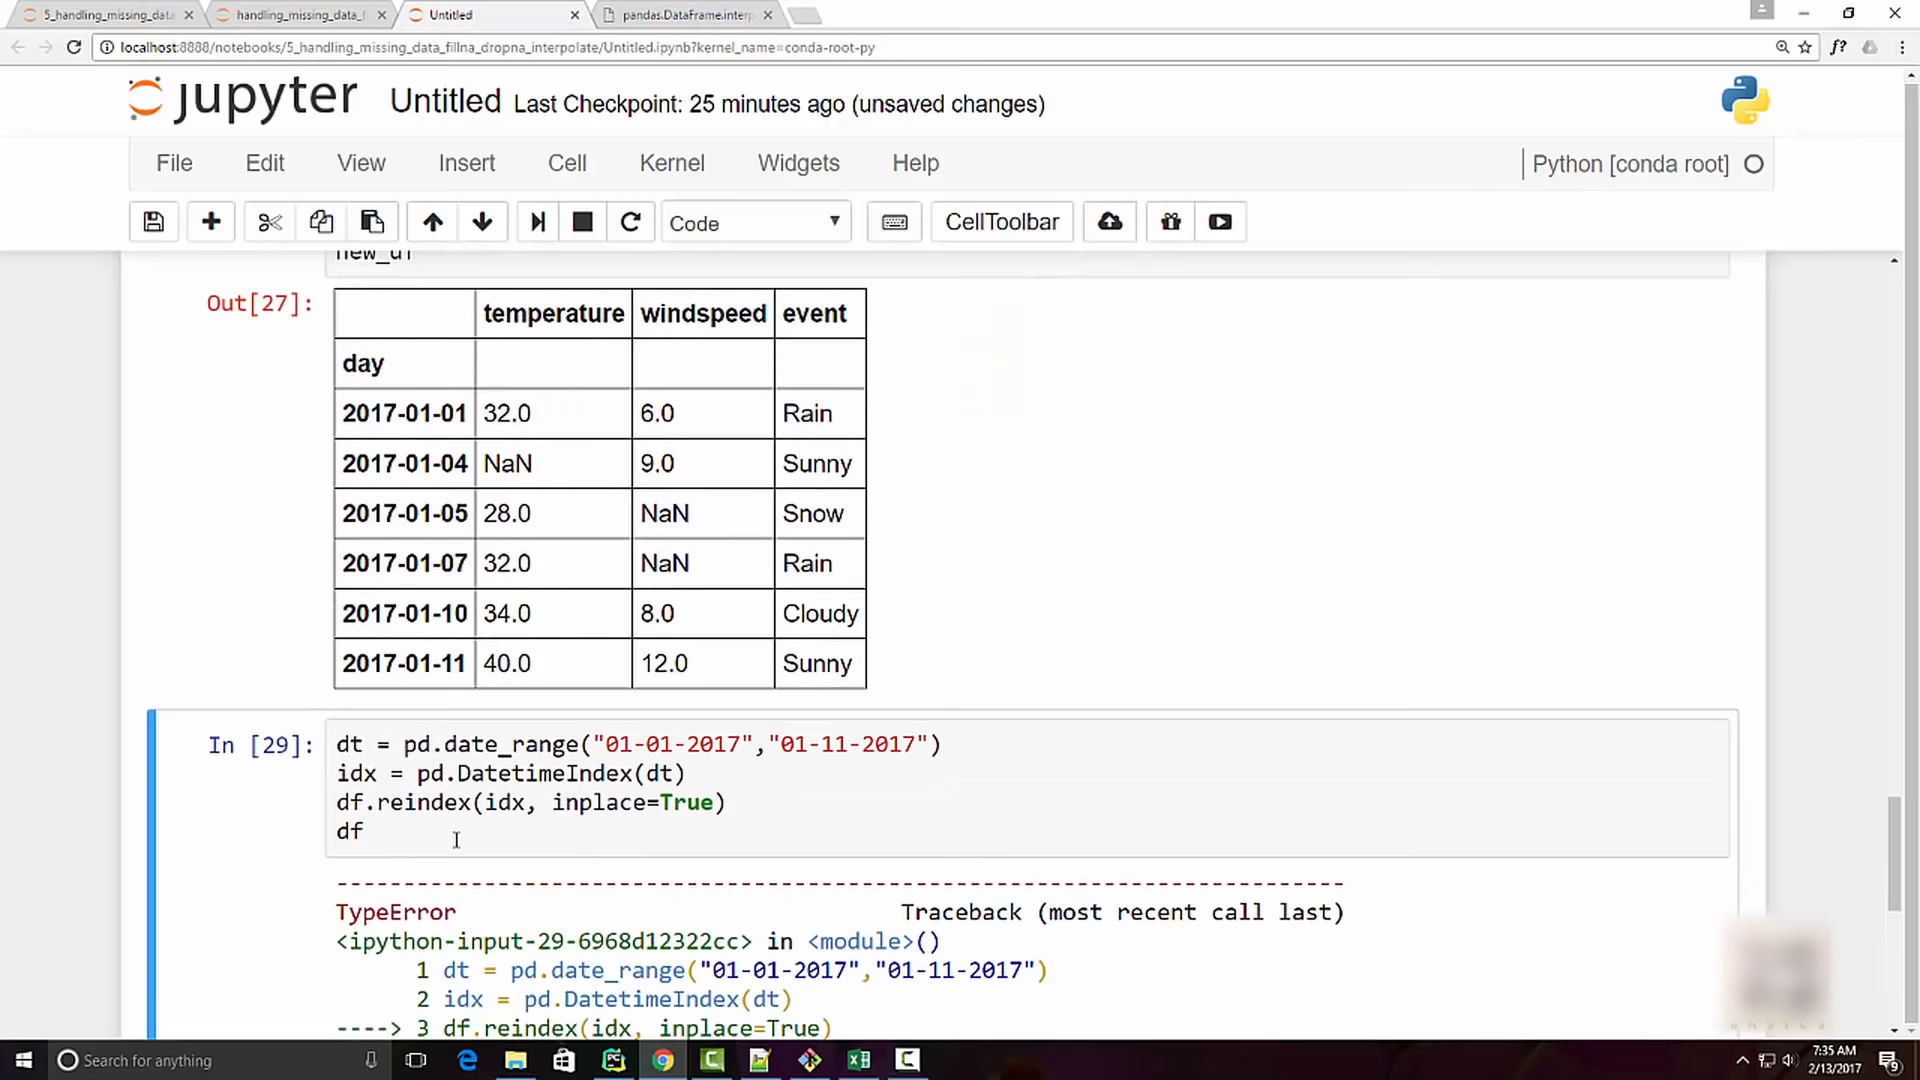 5_handling_missing_data
handling_missing_data_f
Untitled
pandas.DataFrame.interp
localhost:8888/notebooks/5_handling_missing_data_fillna_dropna_interpolate/Untitled.ipynb?kernel_name=conda-root-py
f?
jupyter Untitled Last Checkpoint: 25 minutes ago (unsaved changes)
File Edit View Insert Cell Kernel Widgets Help Python [conda root]
Code CellToolbar
new_df
Out[27]:
temperature windspeed event
day
2017-01-01 32.0 6.0 Rain
2017-01-04 NaN 9.0 Sunny
2017-01-05 28.0 NaN Snow
2017-01-07 32.0 NaN Rain
2017-01-10 34.0 8.0 Cloudy
2017-01-11 40.0 12.0 Sunny
In [29]: dt = pd.date_range("01-01-2017","01-11-2017")
idx = pd.DatetimeIndex(dt)
df.reindex(idx, inplace=True)
df
---------------------------------------------------------------------------
TypeError Traceback (most recent call last)
<ipython-input-29-6968d12322cc> in <module>()
1 dt = pd.date_range("01-01-2017","01-11-2017")
2 idx = pd.DatetimeIndex(dt)
----> 3 df.reindex(idx, inplace=True)
Search for anything
7:35 AM
2/13/2017